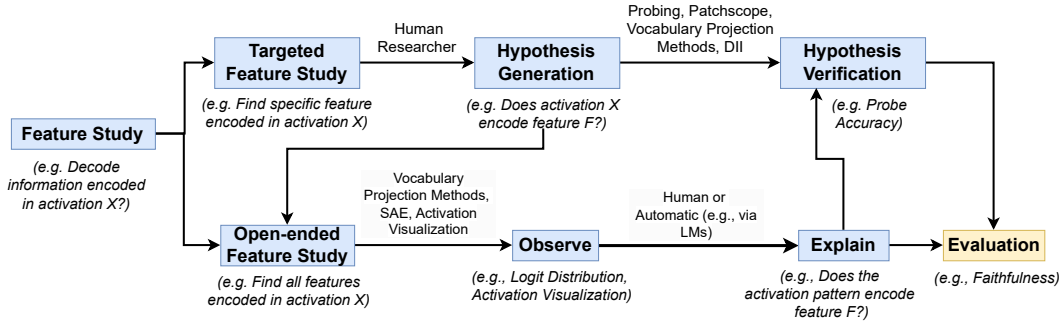 Targeted
Feature Study
(e.g. Find specific feature
encoded in activation X)
Human
Researcher
Hypothesis
Generation
(e.g. Does activation X
encode feature F?)
Probing, Patchscope,
Vocabulary Projection
Methods, DII
Hypothesis
Verification
(e.g. Probe
Accuracy)
Feature Study
(e.g. Decode
information encoded
in activation X?)
Open-ended
Feature Study
(e.g. Find all features
encoded in activation X)
Vocabulary
Projection Methods,
SAE, Activation
Visualization
Observe
(e.g., Logit Distribution,
Activation Visualization)
Human or
Automatic (e.g., via
LMs)
Explain
(e.g., Does the
activation pattern encode
feature F?)
Evaluation
(e.g., Faithfulness)